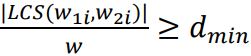 |LCS(w₁ᵢ,w₂ᵢ)|
w
≥ dₘᵢₙ